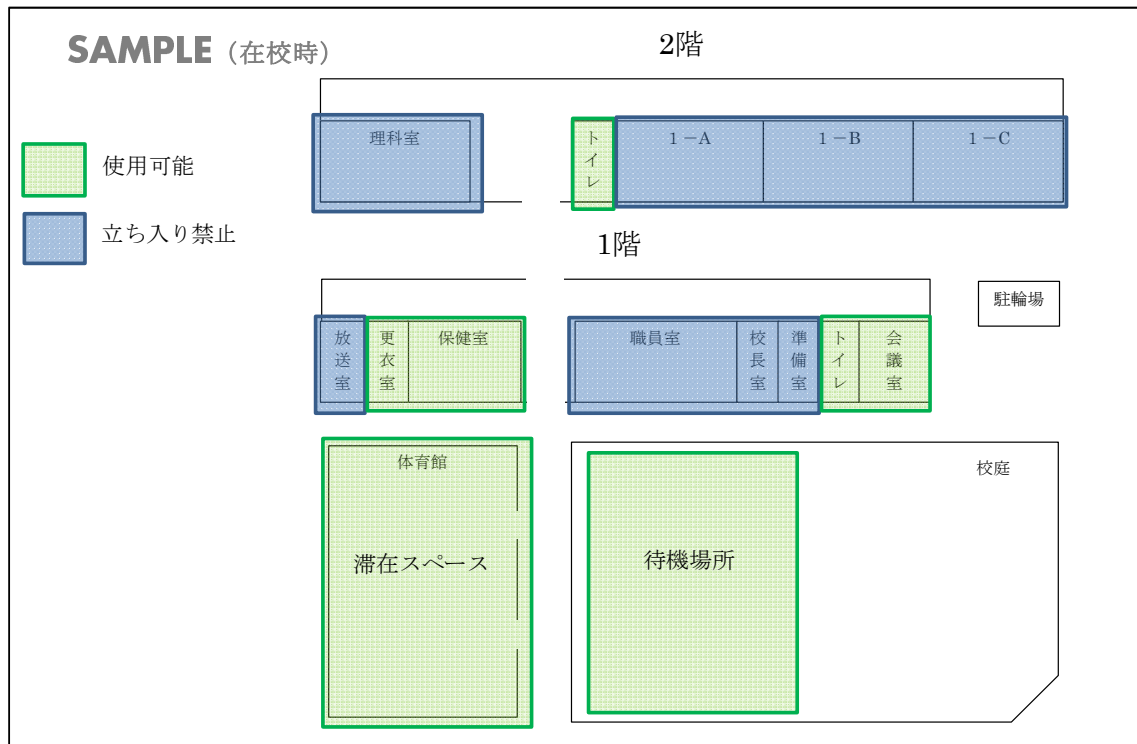 SAMPLE（在校時）
2階
使用可能
立ち入り禁止
理科室
トイレ
1－A
1－B
1－C
1階
駐輪場
放送室
更衣室
保健室
職員室
校長室
準備室
トイレ
会議室
体育館
滞在スペース
待機場所
校庭